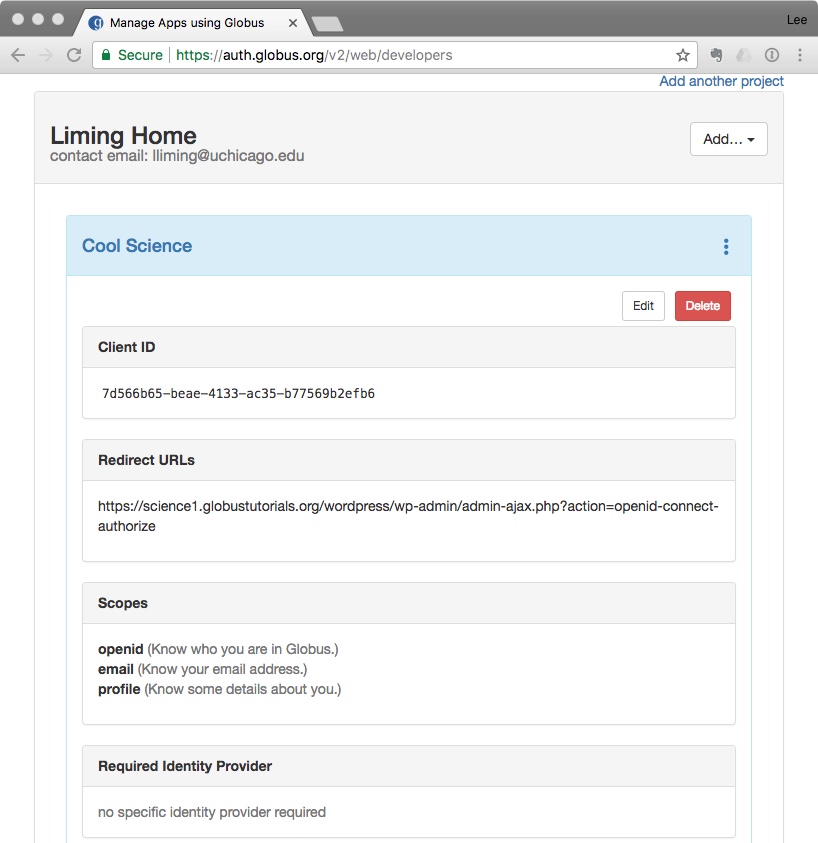 Manage Apps using Globus
Lee
Secure
https://auth.globus.org/v2/web/developers
Add another project
Liming Home
contact email: lliming@uchicago.edu
Add...
Cool Science
Edit
Delete
Client ID
7d566b65-beae-4133-ac35-b77569b2efb6
Redirect URLs
https://science1.globustutorials.org/wordpress/wp-admin/admin-ajax.php?action=openid-connect-
authorize
Scopes
openid (Know who you are in Globus.)
email (Know your email address.)
profile (Know some details about you.)
Required Identity Provider
no specific identity provider required